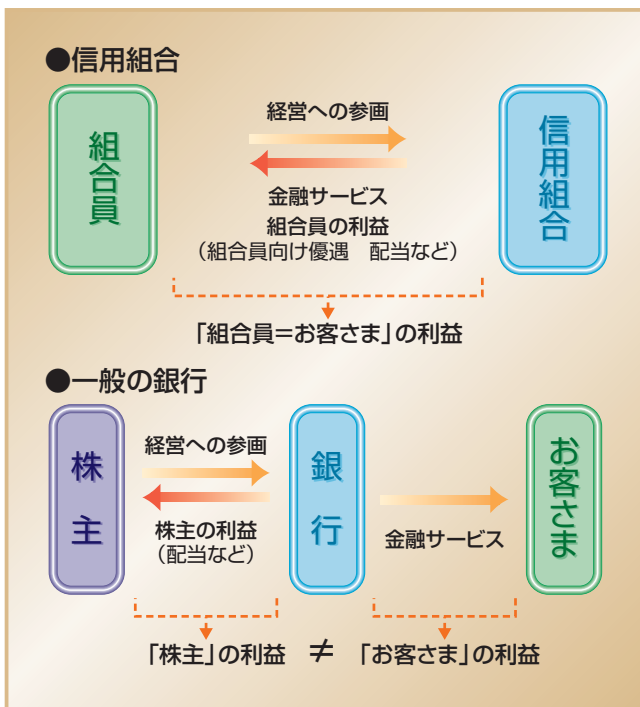 ●信用組合
組合員
経営への参画
金融サービス
組合員の利益
(組合員向け優遇　配当など)
信用組合
「組合員=お客さま」の利益
●一般の銀行
株主
経営への参画
株主の利益
(配当など)
銀行
金融サービス
お客さま
「株主」の利益　≠　「お客さま」の利益